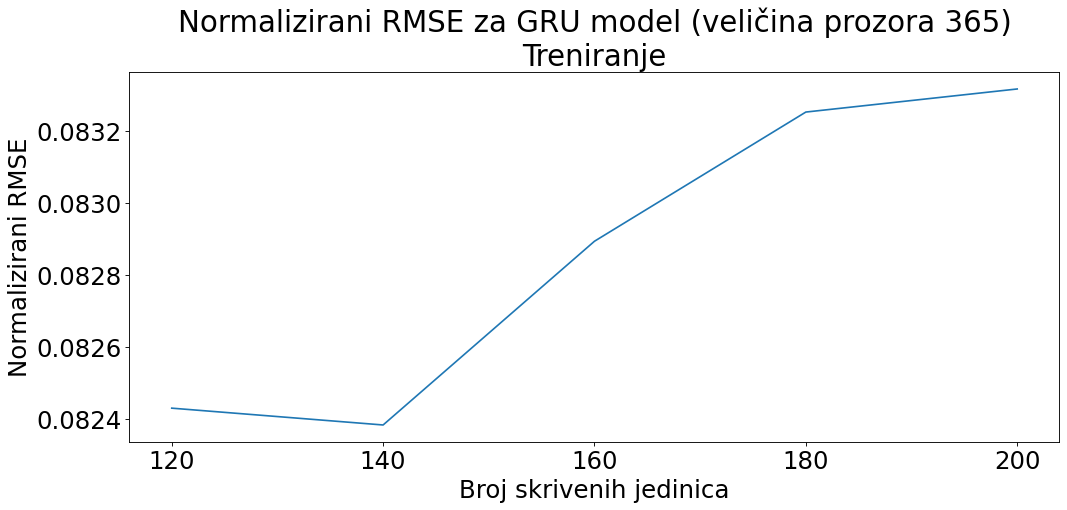 Normalizirani RMSE za GRU model (veličina prozora 365)
Treniranje
Normalizirani RMSE
0.0832
0.0830
0.0828
0.0826
0.0824
120 140 160 180 200
Broj skrivenih jedinica